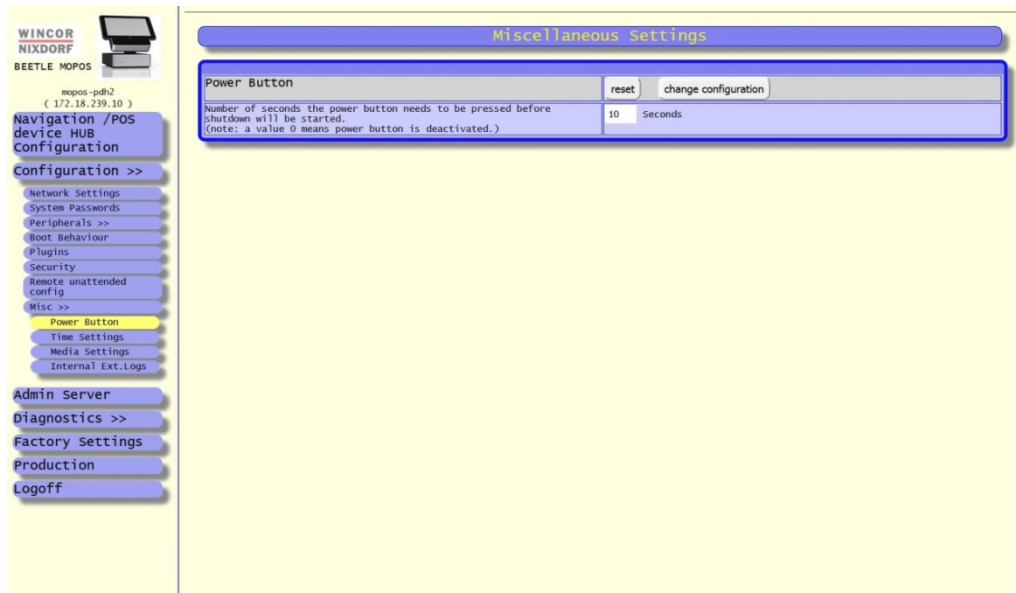 WINCOR
NIXDORF
BEETLE MOPOS
mopos-pdh2
( 172.18.239.10 )
Navigation /POS
device HUB
Configuration
Configuration >>
Network Settings
System Passwords
Peripherals >>
Boot Behaviour
Plugins
Security
Remote unattended
config
Misc >>
Power Button
Time Settings
Media Settings
Internal Ext.Logs
Admin Server
Diagnostics >>
Factory Settings
Production
Logoff
Miscellaneous Settings
Power Button
reset change configuration
Number of seconds the power button needs to be pressed before
shutdown will be started.
(note: a value 0 means power button is deactivated.)
10 Seconds